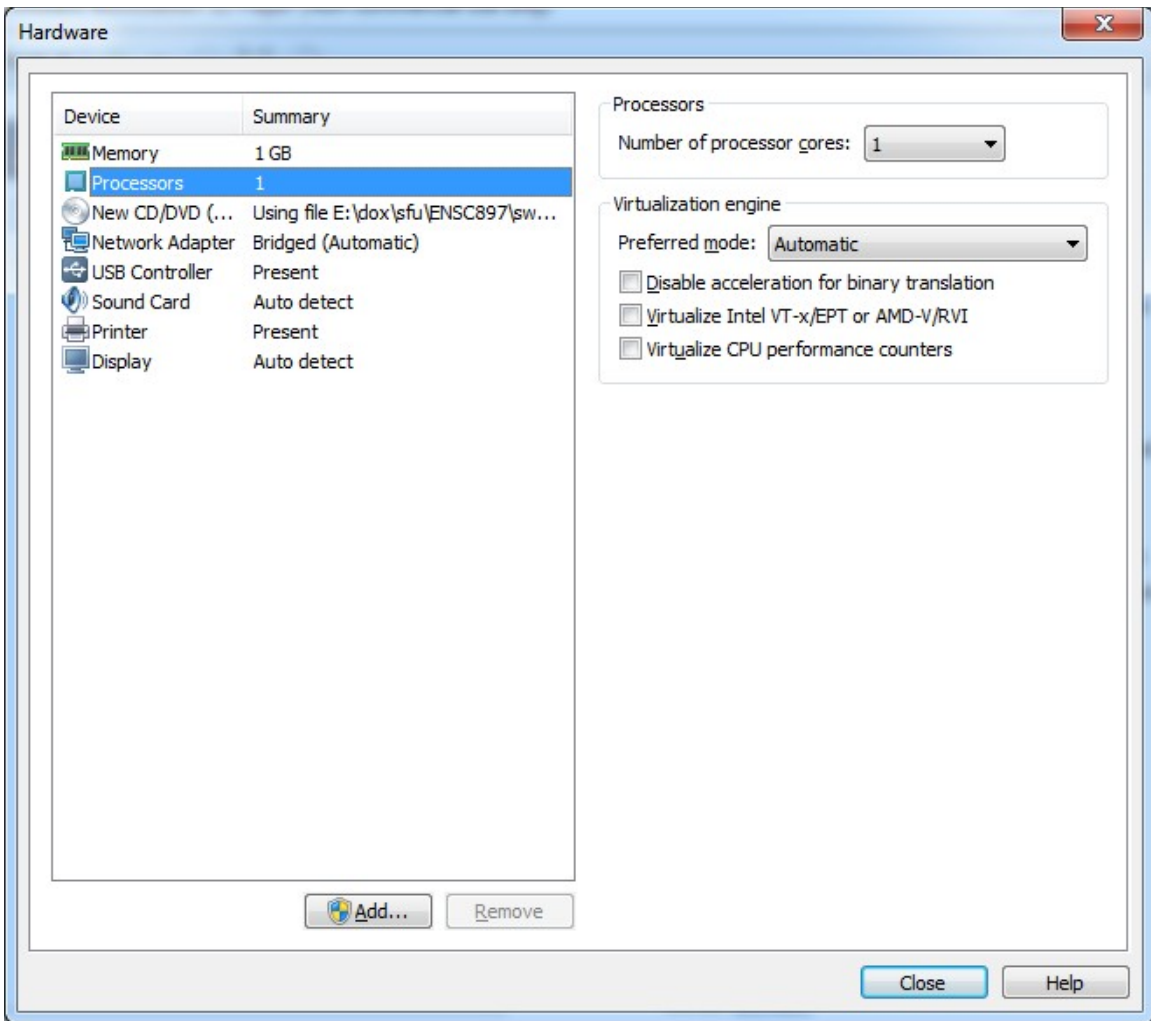 Hardware
Device Summary
Memory 1 GB
Processors 1
New CD/DVD (... Using file E:\dox\sfu\ENSC897\sw...
Network Adapter Bridged (Automatic)
USB Controller Present
Sound Card Auto detect
Printer Present
Display Auto detect
Add... Remove
Processors
Number of processor cores: 1
Virtualization engine
Preferred mode: Automatic
Disable acceleration for binary translation
Virtualize Intel VT-x/EPT or AMD-V/RVI
Virtualize CPU performance counters
Close Help